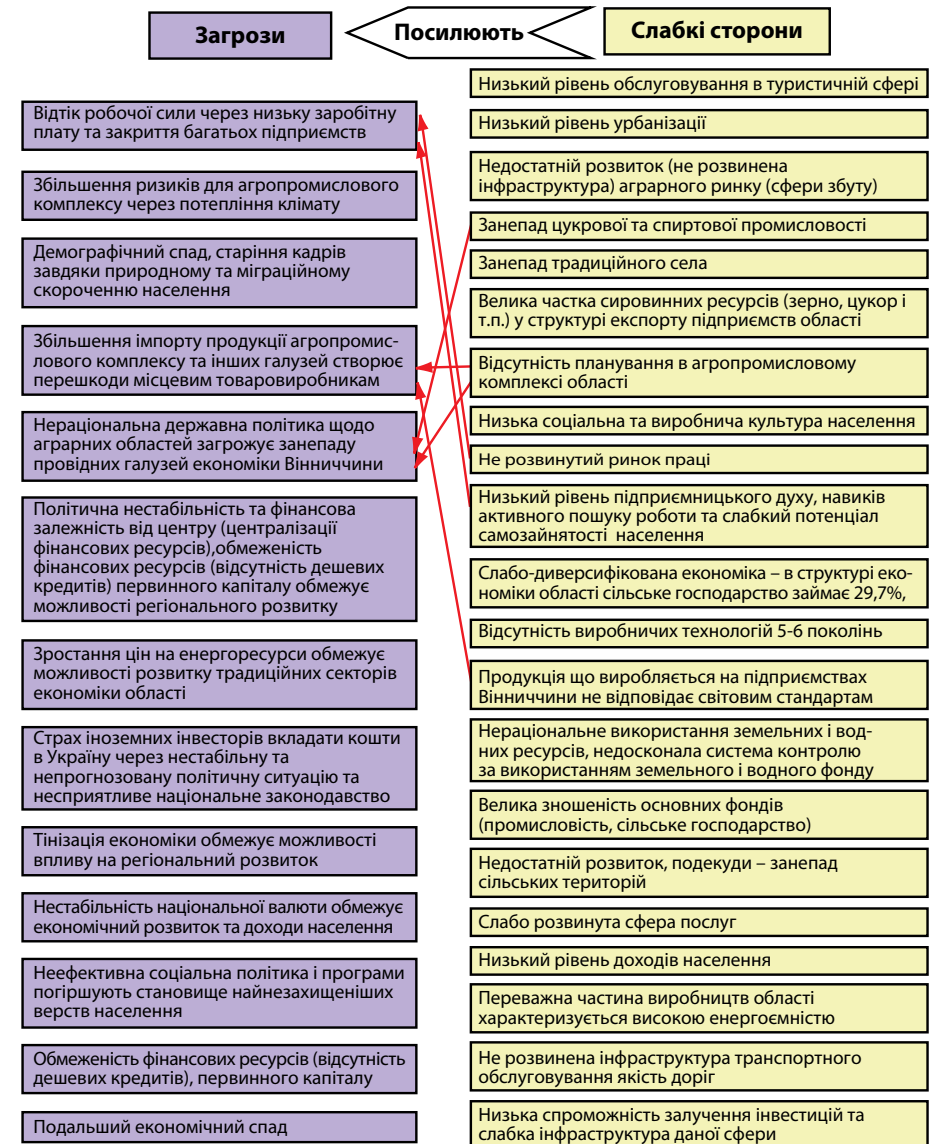 Загрози
Посилюють
Слабкі сторони
Відтік робочої сили через низьку заробітну
плату та закриття багатьох підприємств
Збільшення ризиків для агропромислового
комплексу через потепління клімату
Демографічний спад, старіння кадрів
завдяки природному та міграційному
скороченню населення
Збільшення імпорту продукції агропромис-
лового комплексу та інших галузей створює
перешкоди місцевим товаровиробникам
Нераціональна державна політика щодо
аграрних областей загрожує занепаду
провідних галузей економіки Вінниччини
Політична нестабільність та фінансова
залежність від центру (централізації
фінансових ресурсів),обмеженість
фінансових ресурсів (відсутність дешевих
кредитів) первинного капіталу обмежує
можливості регіонального розвитку
Зростання цін на енергоресурси обмежує
можливості розвитку традиційних секторів
економіки області
Страх іноземних інвесторів вкладати кошти
в Україну через нестабільну та
непрогнозовану політичну ситуацію та
несприятливе національне законодавство
Тінізація економіки обмежує можливості
впливу на регіональний розвиток
Нестабільність національної валюти обмежує
економічний розвиток та доходи населення
Неефективна соціальна політика і програми
погіршують становище найнезахищеніших
верств населення
Обмеженість фінансових ресурсів (відсутність
дешевих кредитів), первинного капіталу
Подальший економічний спад
Низький рівень обслуговування в туристичній сфері
Низький рівень урбанізації
Недостатній розвиток (не розвинена
інфраструктура) аграрного ринку (сфери збуту)
Занепад цукрової та спиртової промисловості
Занепад традиційного села
Велика частка сировинних ресурсів (зерно, цукор і
т.п.) у структурі експорту підприємств області
Відсутність планування в агропромисловому
комплексі області
Низька соціальна та виробнича культура населення
Не розвинутий ринок праці
Низький рівень підприємницького духу, навиків
активного пошуку роботи та слабкий потенціал
самозайнятості населення
Слабо-диверсифікована економіка – в структурі еко-
номіки області сільське господарство займає 29,7%,
Відсутність виробничих технологій 5-6 поколінь
Продукція що виробляється на підприємствах
Вінниччини не відповідає світовим стандартам
Нераціональне використання земельних і вод-
них ресурсів, недосконала система контролю
за використанням земельного і водного фонду
Велика зношеність основних фондів
(промисловість, сільське господарство)
Недостатній розвиток, подекуди – занепад
сільських територій
Слабо розвинута сфера послуг
Низький рівень доходів населення
Переважна частина виробництв області
характеризується високою енергоємністю
Не розвинена інфраструктура транспортного
обслуговування якість доріг
Низька спроможність залучення інвестицій та
слабка інфраструктура даної сфери